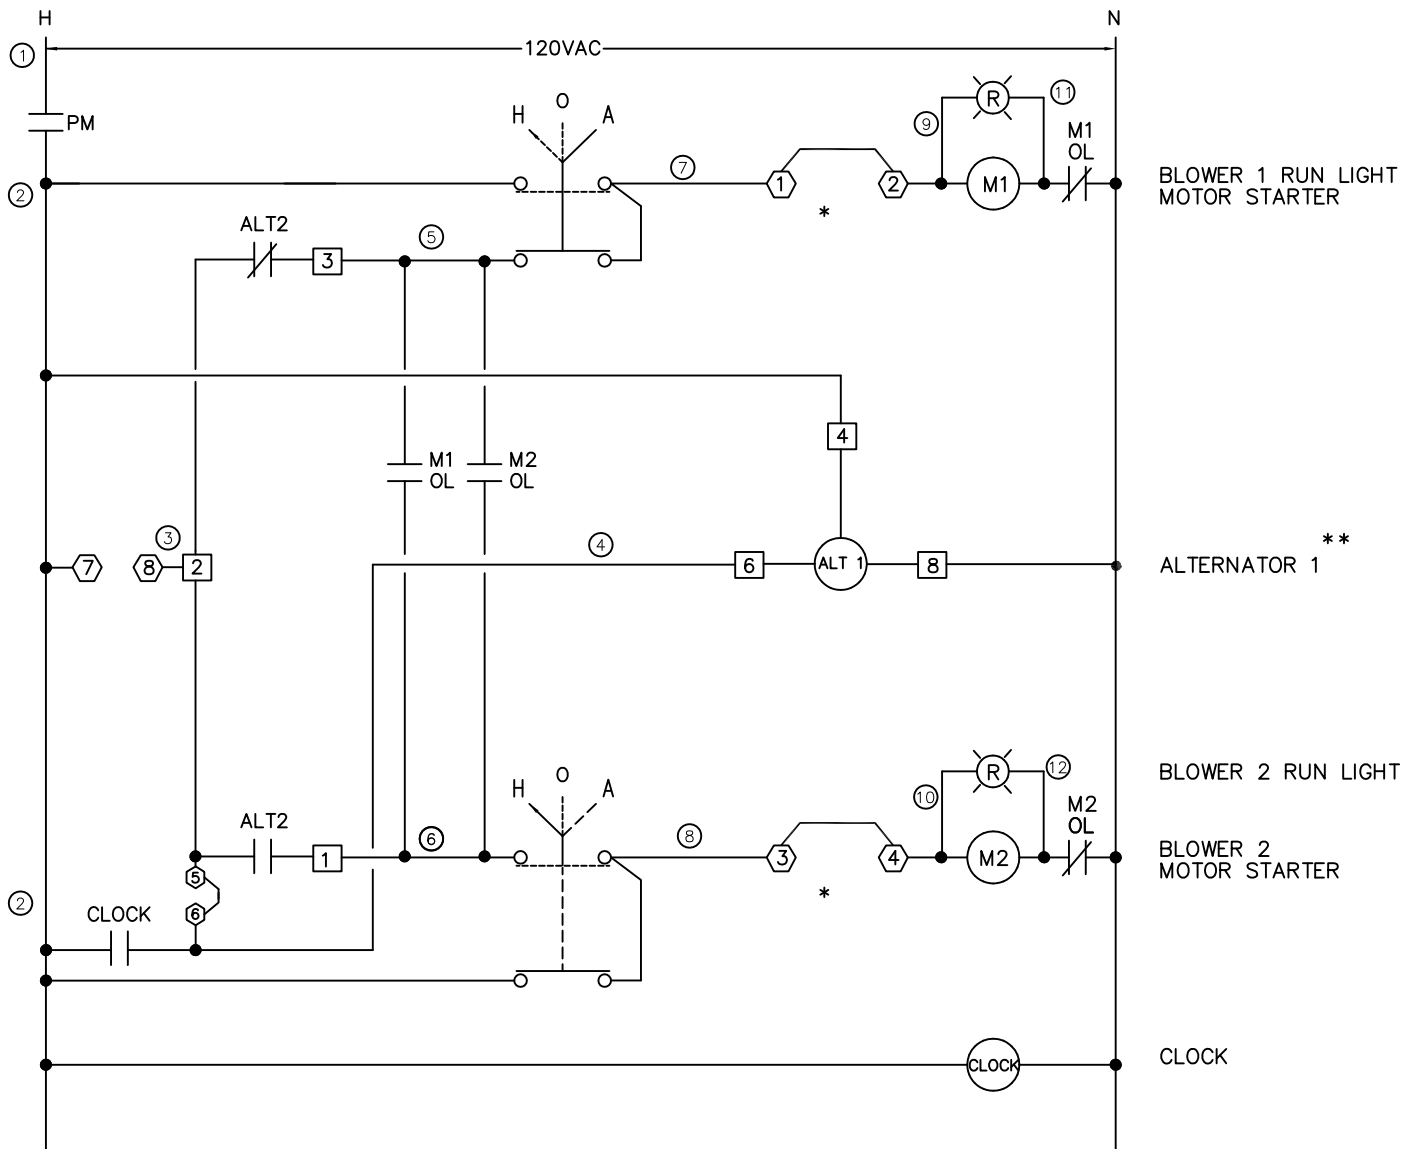 H
N
1
120VAC
PM
H
O
A
9
R
11
M1
OL
7
1
2
M1
*
BLOWER 1 RUN LIGHT
MOTOR STARTER
2
ALT2
3
5
4
M1
OL
M2
OL
7
8
3
2
4
6
ALT 1
8
**
ALTERNATOR 1
H
O
A
10
R
12
M2
OL
BLOWER 2 RUN LIGHT
ALT2
1
6
8
3
4
M2
*
BLOWER 2
MOTOR STARTER
5
6
2
CLOCK
CLOCK
CLOCK